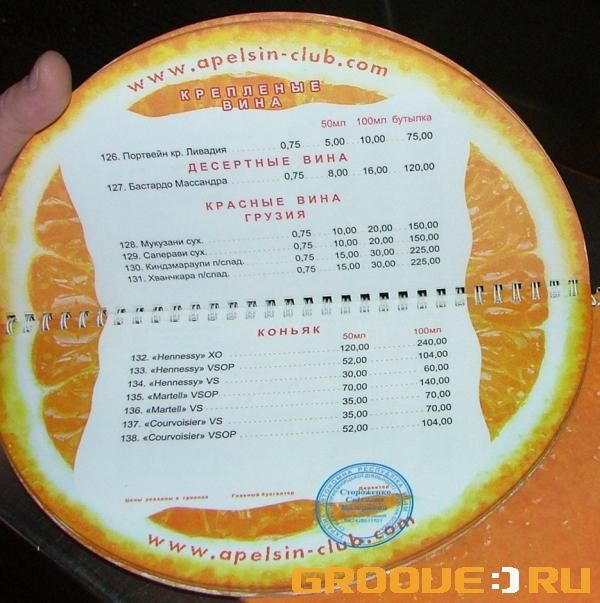 www.apelsin-club.com
КРЕПЛЕНЫЕ
ВИНА
50мл 100мл бутылка
126. Портвейн кр. Ливадия 0,75 5,00 10,00 75,00
ДЕСЕРТНЫЕ ВИНА
127. Бастардо Массандра 0,75 8,00 16,00 120,00
КРАСНЫЕ ВИНА
ГРУЗИЯ
128. Мукузани сух. 0,75 10,00 20,00 150,00
129. Саперави сух. 0,75 10,00 20,00 150,00
130. Киндзмараули п/слад. 0,75 15,00 30,00 225,00
131. Хванчкара п/слад. 0,75 15,00 30,00 225,00
КОНЬЯК
50мл 100мл
132. «Hennessy» XO 120,00 240,00
133. «Hennessy» VSOP 52,00 104,00
134. «Hennessy» VS 30,00 60,00
135. «Martell» VSOP 70,00 140,00
136. «Martell» VS 35,00 70,00
137. «Courvoisier» VS 35,00 70,00
138. «Courvoisier» VSOP 52,00 104,00
Цены указаны в гривнах Главный бухгалтер Директор
Стороженко
www.apelsin-club.com
GROOVE:)RU